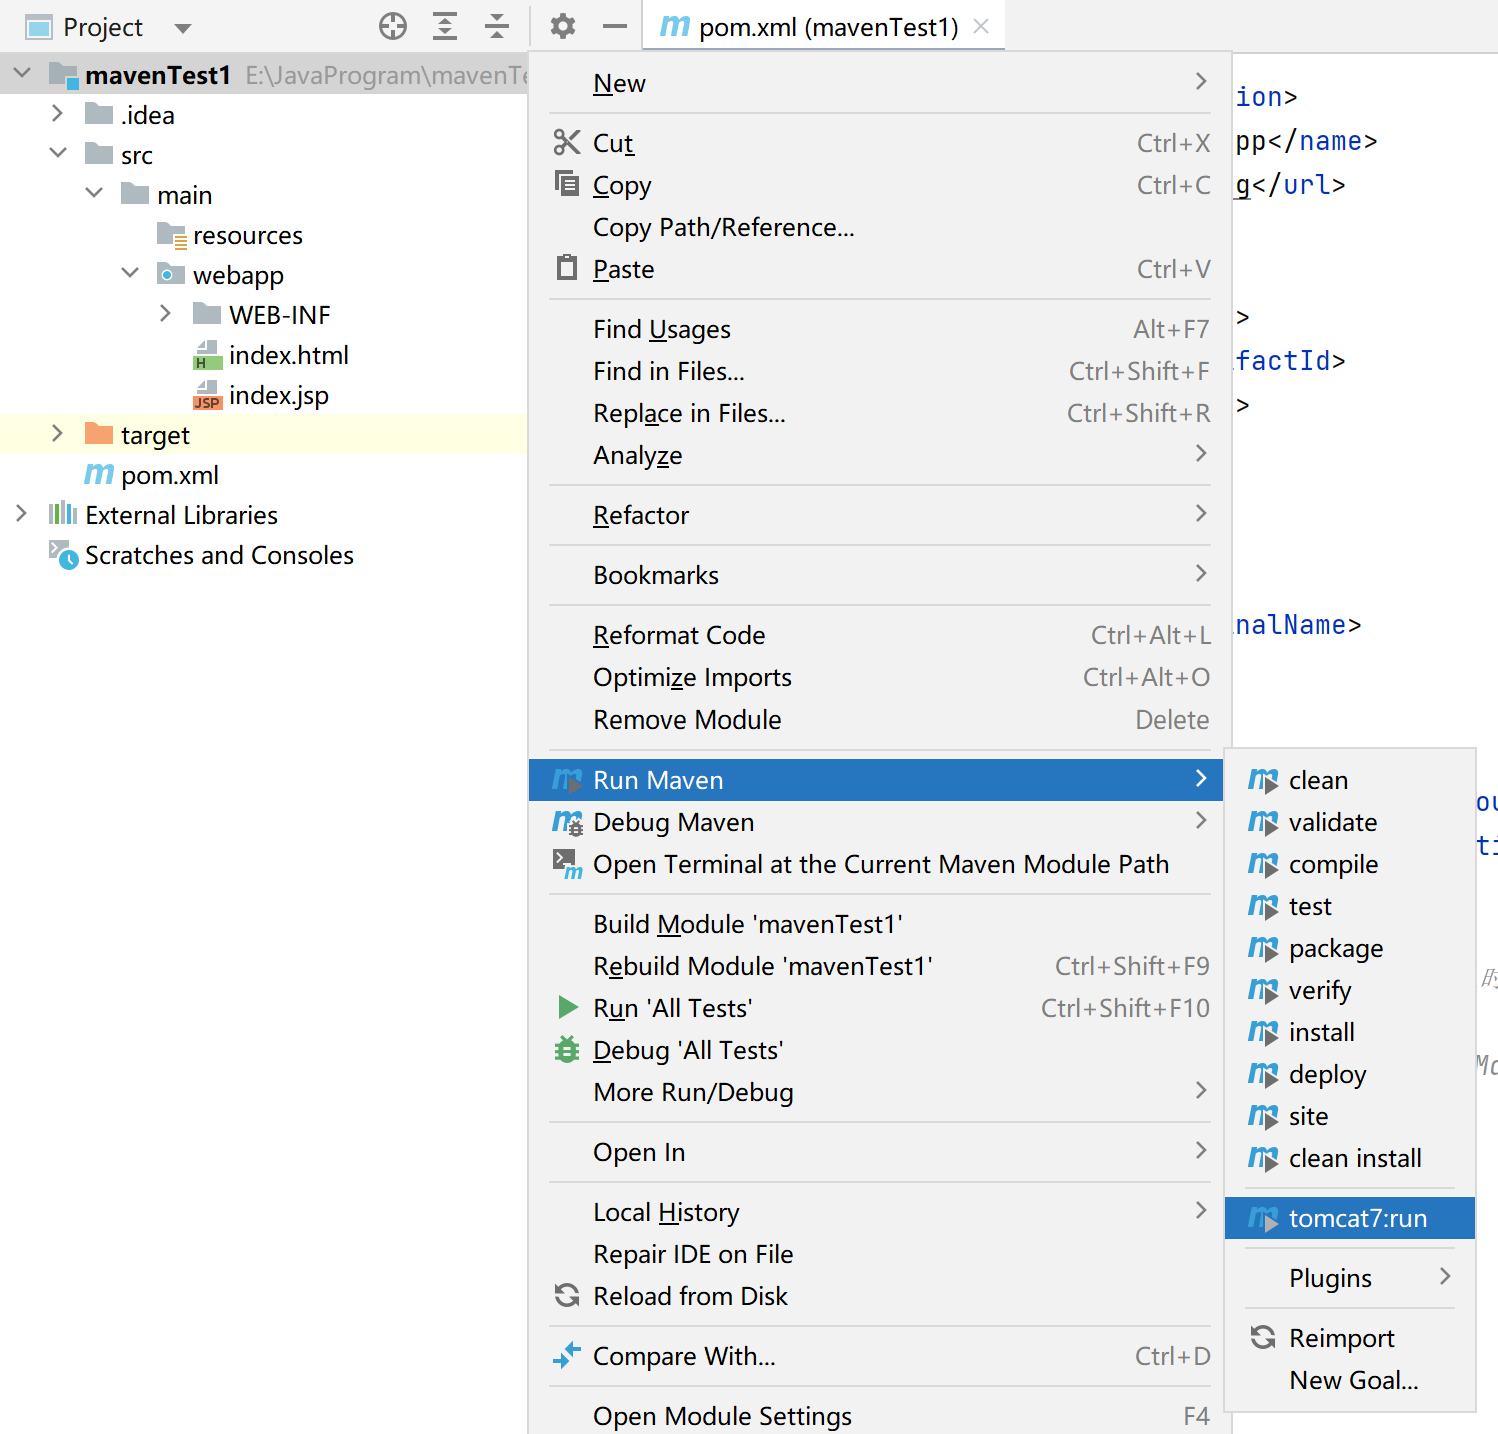 Project
pom.xml (mavenTest1)
mavenTest1 E:\JavaProgram\mavenTe
.idea
src
main
resources
webapp
WEB-INF
index.html
index.jsp
target
pom.xml
External Libraries
Scratches and Consoles
New
Cut Ctrl+X
Copy Ctrl+C
Copy Path/Reference...
Paste Ctrl+V
Find Usages Alt+F7
Find in Files... Ctrl+Shift+F
Replace in Files... Ctrl+Shift+R
Analyze
Refactor
Bookmarks
Reformat Code Ctrl+Alt+L
Optimize Imports Ctrl+Alt+O
Remove Module Delete
Run Maven
Debug Maven
Open Terminal at the Current Maven Module Path
Build Module 'mavenTest1'
Rebuild Module 'mavenTest1' Ctrl+Shift+F9
Run 'All Tests' Ctrl+Shift+F10
Debug 'All Tests'
More Run/Debug
Open In
Local History
Repair IDE on File
Reload from Disk
Compare With... Ctrl+D
Open Module Settings F4
clean
validate
compile
test
package
verify
install
deploy
site
clean install
tomcat7:run
Plugins
Reimport
New Goal...
ion>
pp</name>
g</url>
>
factId>
>
nalName>
ou
ti
时
Mo